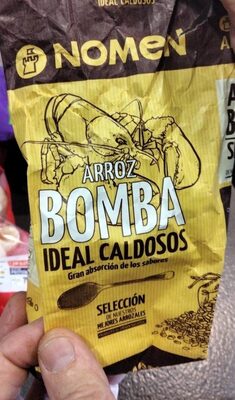 IDEAL CALDOSOS
NOMEN
ARROZ
BOMBA
IDEAL CALDOSOS
Gran absorción de los sabores
SELECCIÓN
DE NUESTROS
MEJORES ARROZALES